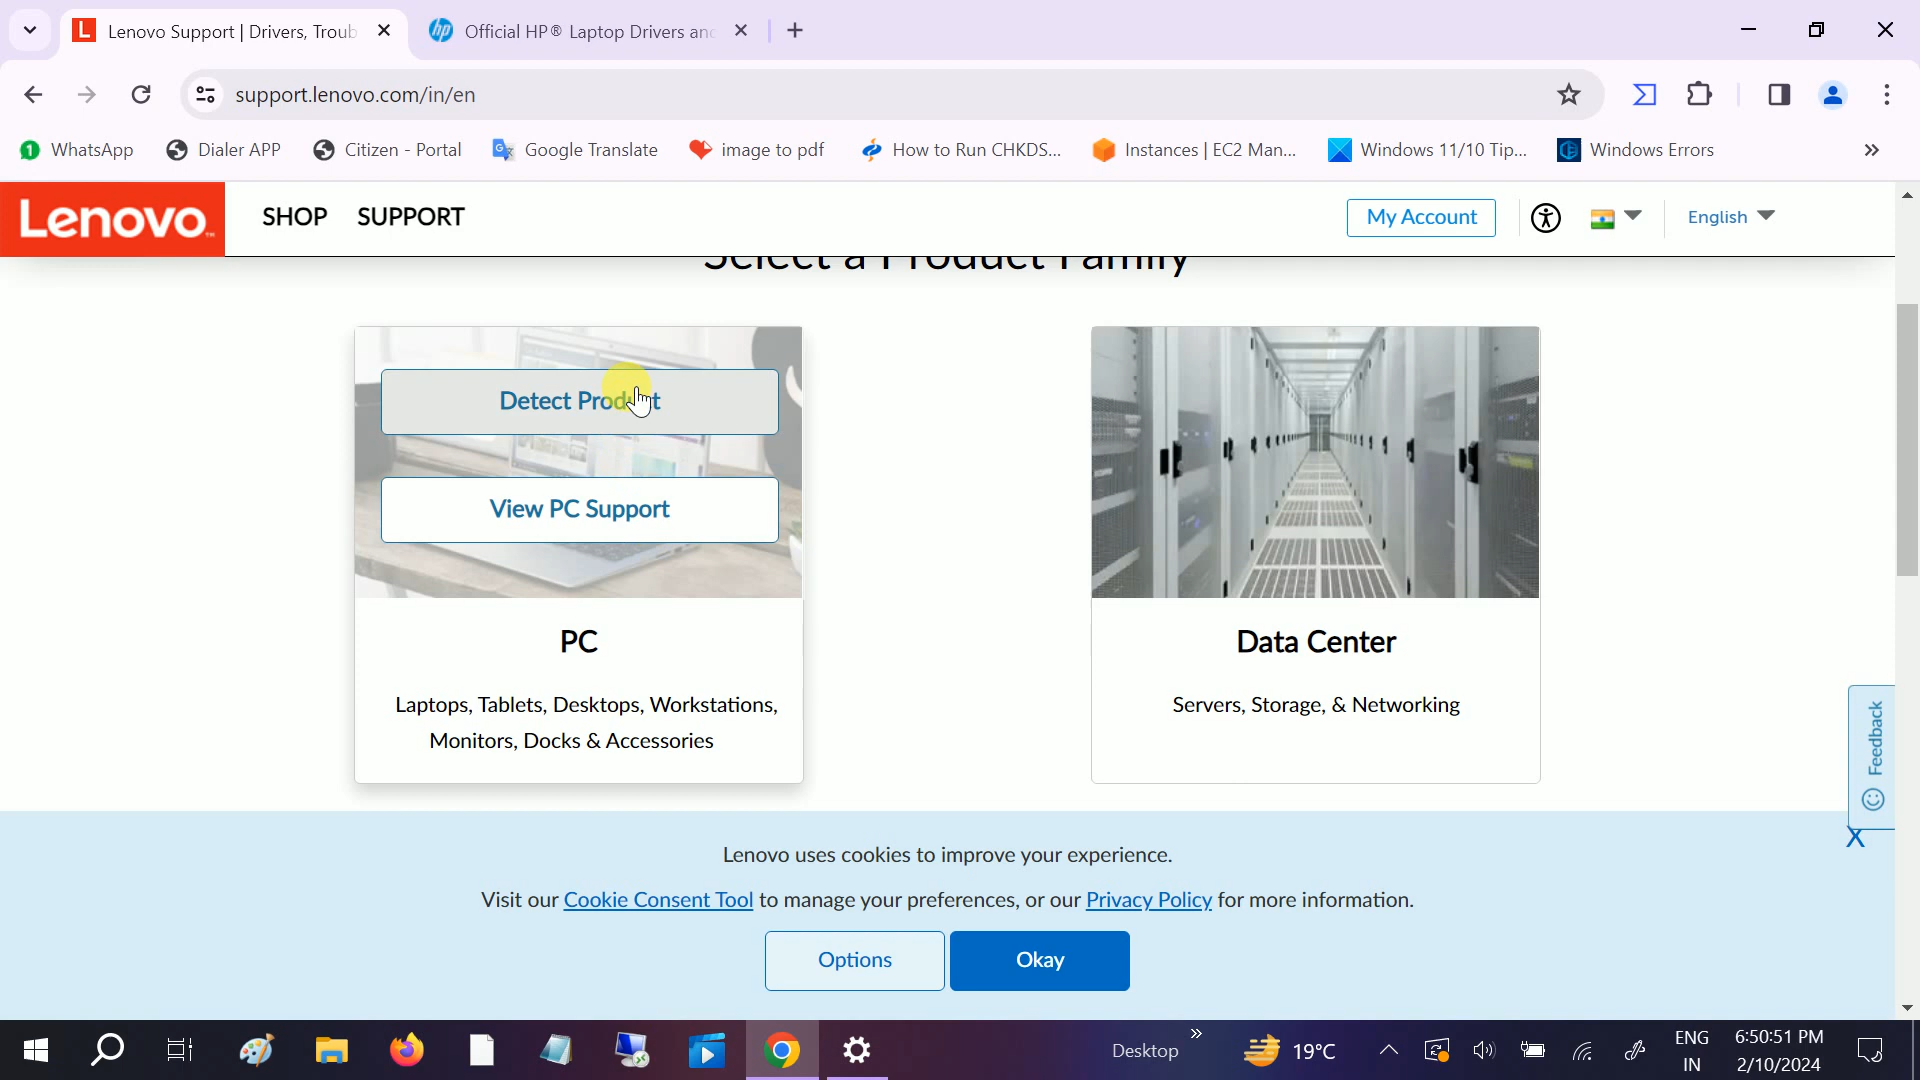 Lenovo Support | Drivers, Troub
Official HP® Laptop Drivers and
support.lenovo.com/in/en
1 WhatsApp
Dialer APP
Citizen - Portal
Google Translate
image to pdf
How to Run CHKDS...
Instances | EC2 Man...
Windows 11/10 Tip...
Windows Errors
Lenovo
SHOP
SUPPORT
My Account
English
Select a Product Family
Detect Product
View PC Support
PC
Laptops, Tablets, Desktops, Workstations,
Monitors, Docks & Accessories
Data Center
Servers, Storage, & Networking
Feedback
X
Lenovo uses cookies to improve your experience.
Visit our Cookie Consent Tool to manage your preferences, or our Privacy Policy for more information.
Options
Okay
Desktop
19°C
ENG
IN
6:50:51 PM
2/10/2024